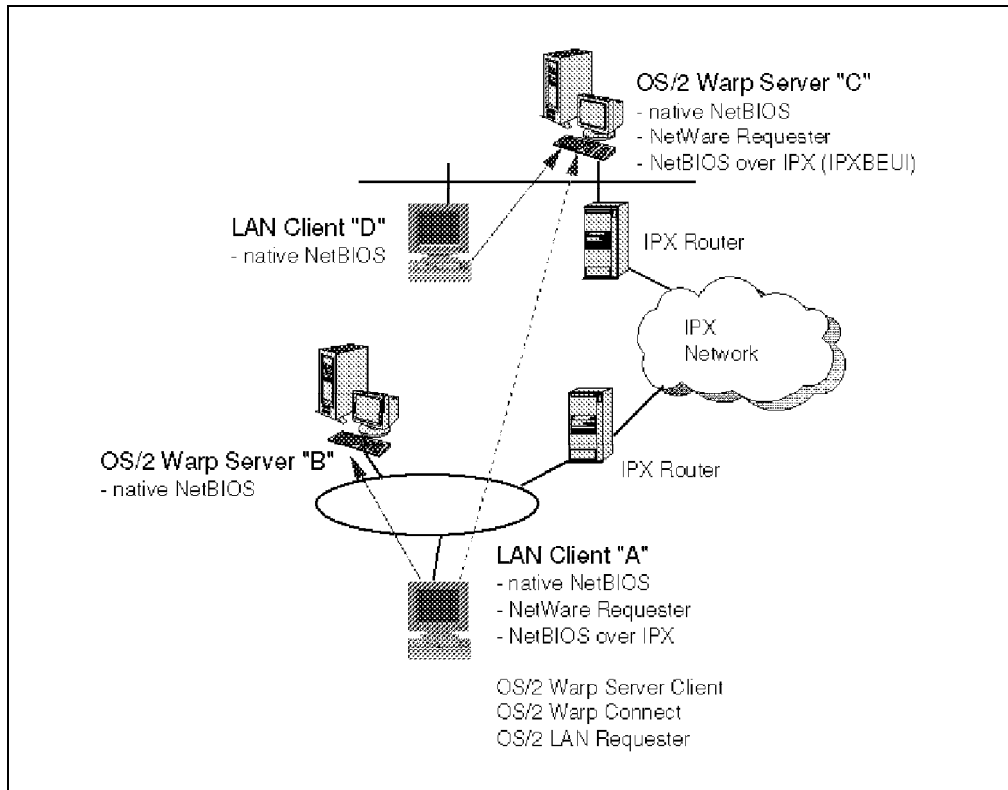 OS/2 Warp Server "C"
- native NetBIOS
- NetWare Requester
- NetBIOS over IPX (IPXBEUI)
LAN Client "D"
- native NetBIOS
IPX Router
IPX
Network
OS/2 Warp Server "B"
- native NetBIOS
IPX Router
LAN Client "A"
- native NetBIOS
- NetWare Requester
- NetBIOS over IPX
OS/2 Warp Server Client
OS/2 Warp Connect
OS/2 LAN Requester